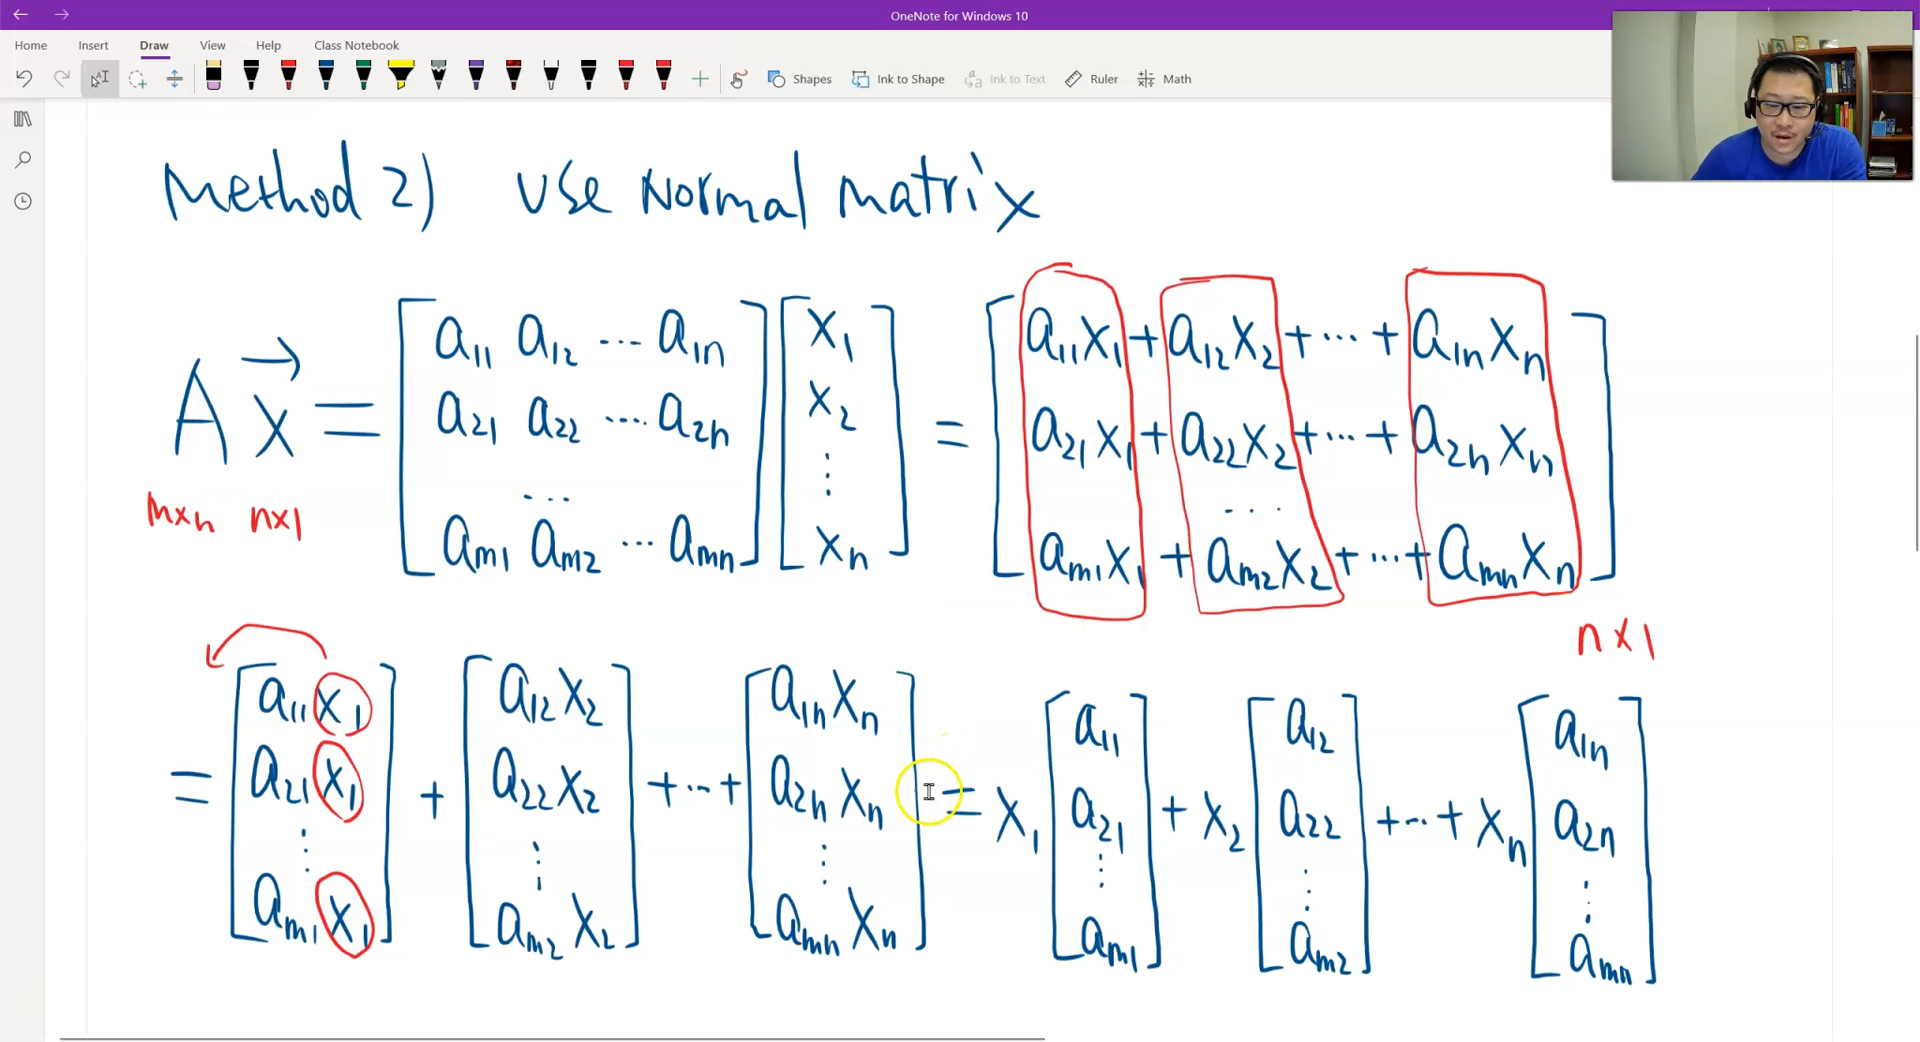 OneNote for Windows 10
Home Insert Draw View Help Class Notebook
Shapes Ink to Shape Ink to Text Ruler Math
Method 2) Use Normal matrix
A x⃗ = [a₁₁ a₁₂ ... a₁ₙ; a₂₁ a₂₂ ... a₂ₙ; ...; aₘ₁ aₘ₂ ... aₘₙ] [x₁; x₂; ⋮; xₙ] = [a₁₁x₁ + a₁₂x₂ + ... + a₁ₙxₙ; a₂₁x₁ + a₂₂x₂ + ... + a₂ₙxₙ; ...; aₘ₁x₁ + aₘ₂x₂ + ... + aₘₙxₙ]
m×n n×1
n×1
= [a₁₁x₁; a₂₁x₁; ⋮; aₘ₁x₁] + [a₁₂x₂; a₂₂x₂; ⋮; aₘ₂x₂] + ... + [a₁ₙxₙ; a₂ₙxₙ; ⋮; aₘₙxₙ] = x₁ [a₁₁; a₂₁; ⋮; aₘ₁] + x₂ [a₁₂; a₂₂; ⋮; aₘ₂] + ... + xₙ [a₁ₙ; a₂ₙ; ⋮; aₘₙ]